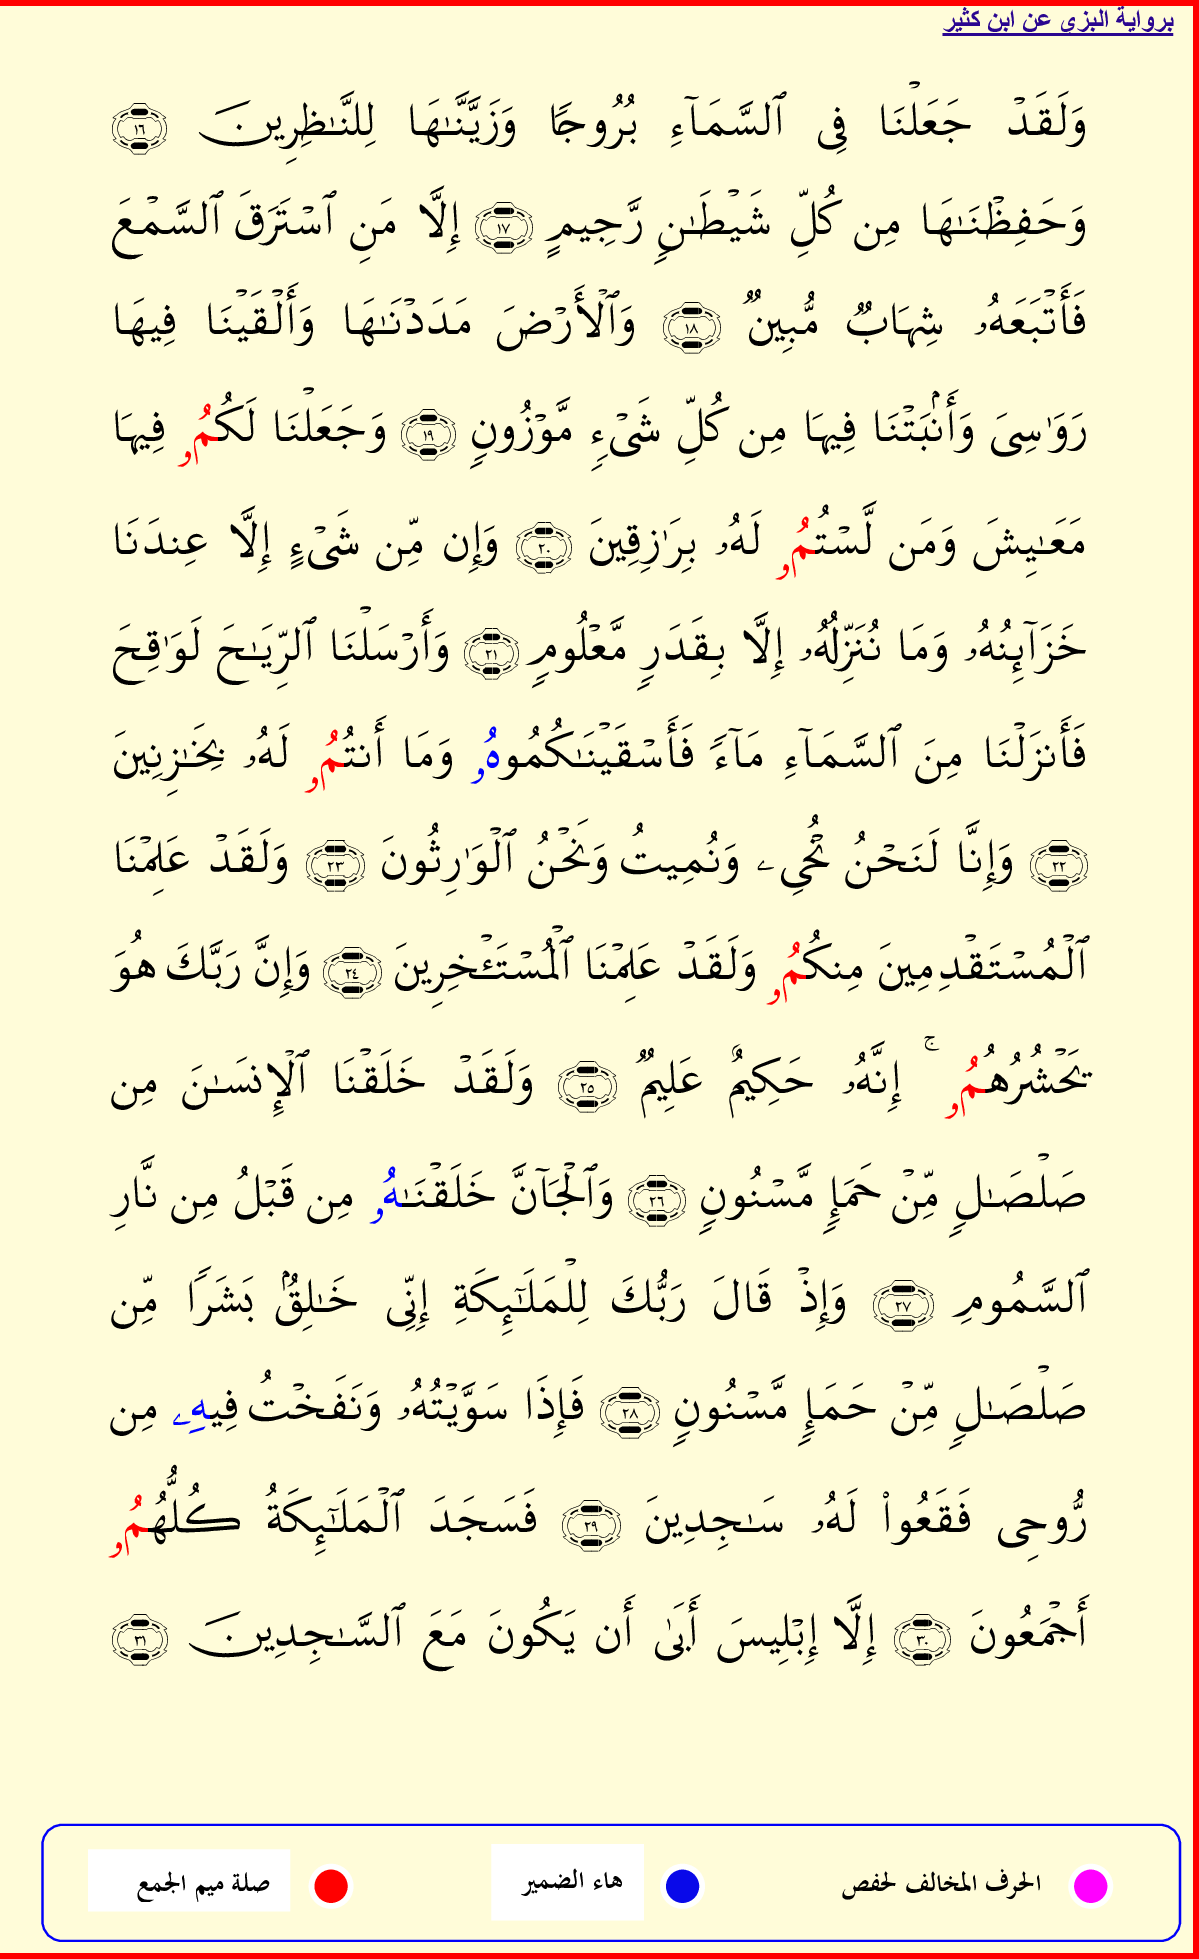 برواية البزي عن ابن كثير
وَلَقَدْ جَعَلْنَا فِى ٱلسَّمَآءِ بُرُوجًا وَزَيَّنَّـٰهَا لِلنَّـٰظِرِينَ ١٦
وَحَفِظْنَـٰهَا مِن كُلِّ شَيْطَـٰنٍ رَّجِيمٍ ١٧ إِلَّا مَنِ ٱسْتَرَقَ ٱلسَّمْعَ
فَأَتْبَعَهُۥ شِهَابٌ مُّبِينٌ ١٨ وَٱلْأَرْضَ مَدَدْنَـٰهَا وَأَلْقَيْنَا فِيهَا
رَوَٰسِىَ وَأَنۢبَتْنَا فِيهَا مِن كُلِّ شَىْءٍ مَّوْزُونٍ ١٩ وَجَعَلْنَا لَكُمُۥ فِيهَا
مَعَـٰيِشَ وَمَن لَّسْتُمُۥ لَهُۥ بِرَٰزِقِينَ ٢٠ وَإِن مِّن شَىْءٍ إِلَّا عِندَنَا
خَزَآئِنُهُۥ وَمَا نُنَزِّلُهُۥ إِلَّا بِقَدَرٍ مَّعْلُومٍ ٢١ وَأَرْسَلْنَا ٱلرِّيَـٰحَ لَوَٰقِحَ
فَأَنزَلْنَا مِنَ ٱلسَّمَآءِ مَآءً فَأَسْقَيْنَـٰكُمُوهُۥ وَمَا أَنتُمُۥ لَهُۥ بِخَـٰزِنِينَ
٢٢ وَإِنَّا لَنَحْنُ نُحْىِۦ وَنُمِيتُ وَنَحْنُ ٱلْوَٰرِثُونَ ٢٣ وَلَقَدْ عَلِمْنَا
ٱلْمُسْتَقْدِمِينَ مِنكُمُۥ وَلَقَدْ عَلِمْنَا ٱلْمُسْتَـْٔخِرِينَ ٢٤ وَإِنَّ رَبَّكَ هُوَ
يَحْشُرُهُمُۥ ۚ إِنَّهُۥ حَكِيمٌ عَلِيمٌ ٢٥ وَلَقَدْ خَلَقْنَا ٱلْإِنسَـٰنَ مِن
صَلْصَـٰلٍ مِّنْ حَمَإٍ مَّسْنُونٍ ٢٦ وَٱلْجَآنَّ خَلَقْنَـٰهُۥ مِن قَبْلُ مِن نَّارِ
ٱلسَّمُومِ ٢٧ وَإِذْ قَالَ رَبُّكَ لِلْمَلَـٰٓئِكَةِ إِنِّى خَـٰلِقٌۢ بَشَرًا مِّن
صَلْصَـٰلٍ مِّنْ حَمَإٍ مَّسْنُونٍ ٢٨ فَإِذَا سَوَّيْتُهُۥ وَنَفَخْتُ فِيهِۦ مِن
رُّوحِى فَقَعُوا۟ لَهُۥ سَـٰجِدِينَ ٢٩ فَسَجَدَ ٱلْمَلَـٰٓئِكَةُ كُلُّهُمُۥ
أَجْمَعُونَ ٣٠ إِلَّا إِبْلِيسَ أَبَىٰ أَن يَكُونَ مَعَ ٱلسَّـٰجِدِينَ ٣١
الحرف المخالف لحفص هاء الضمير صلة ميم الجمع